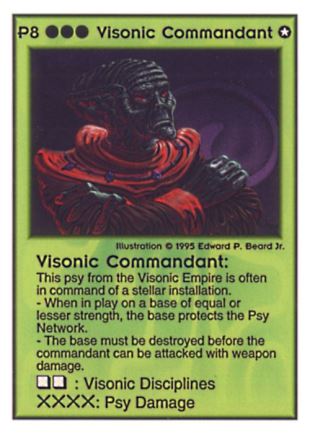 P8 ●●● Visonic Commandant ✪
Illustration © 1995 Edward P. Beard Jr.
Visonic Commandant:
This psy from the Visonic Empire is often
in command of a stellar installation.
- When in play on a base of equal or
lesser strength, the base protects the Psy
Network.
- The base must be destroyed before the
commandant can be attacked with weapon
damage.
□□ : Visonic Disciplines
XXXX: Psy Damage